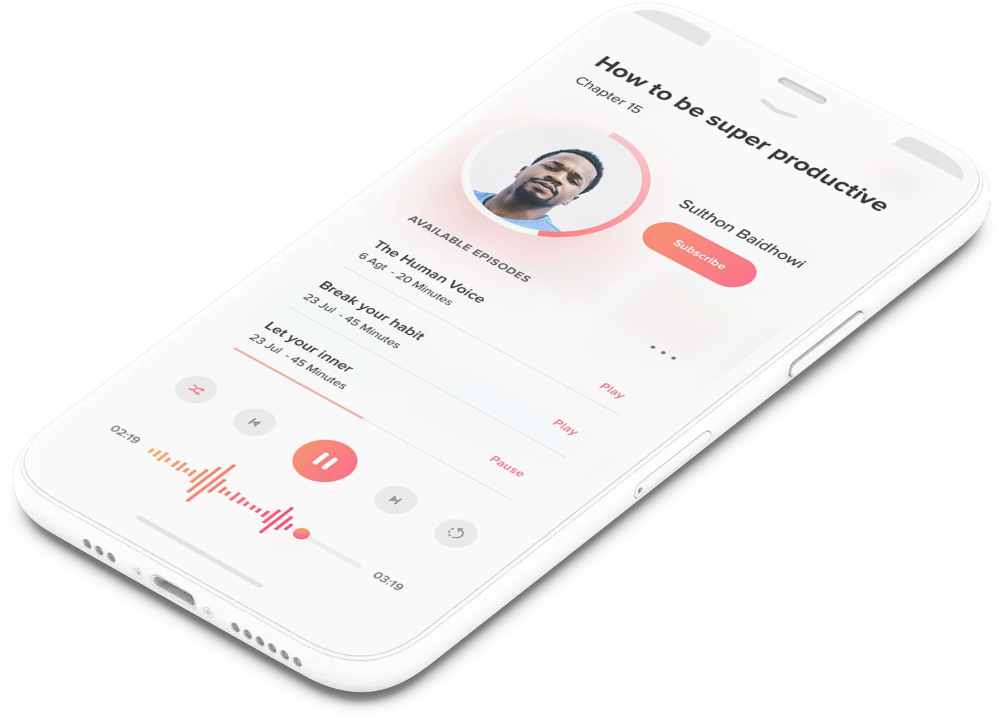 How to be super productive
Chapter 15
Sulthon Baidhowi
Subscribe
AVAILABLE EPISODES
The Human Voice
6 Agt - 20 Minutes
Play
Break your habit
23 Jul - 45 Minutes
Play
Let your inner
23 Jul - 45 Minutes
Pause
02:19
03:19